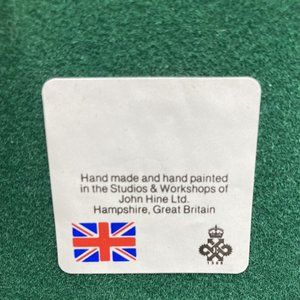 Hand made and hand painted
in the Studios & Workshops of
John Hine Ltd.
Hampshire, Great Britain